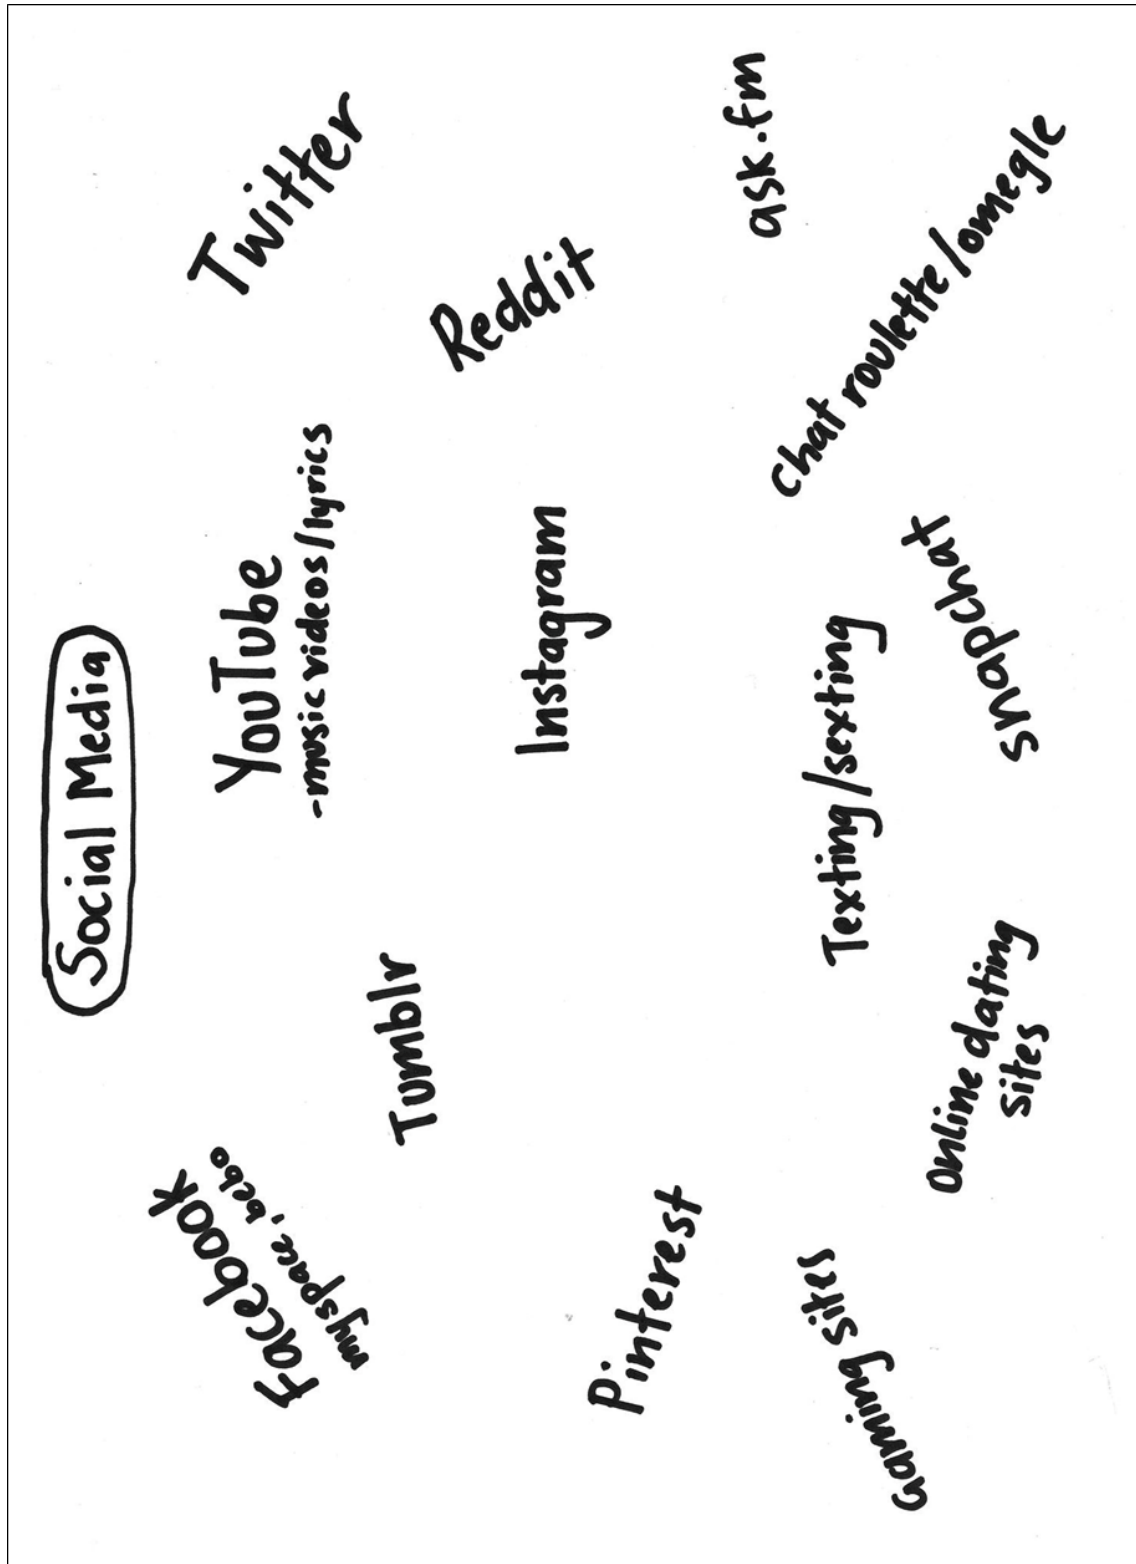 Social Media
Facebook
myspace, bebo
YouTube
-music videos/lyrics
Twitter
Tumblr
Reddit
Instagram
Pinterest
ask.fm
Chat roulette/omegle
Texting/sexting
Gaming sites
Online dating
sites
snapchat